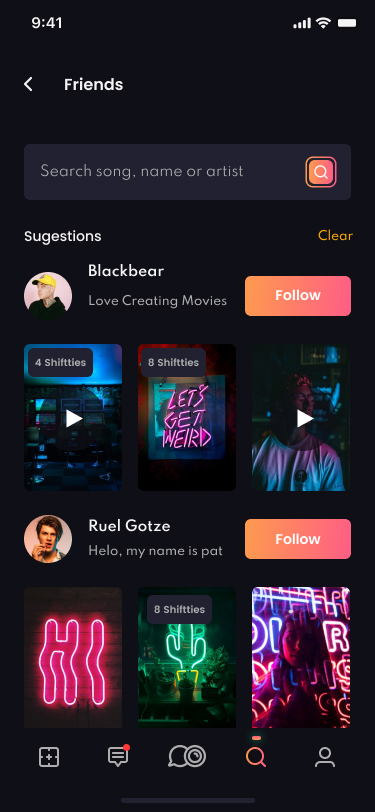 9:41
Friends
Search song, name or artist
Sugestions
Clear
Blackbear
Love Creating Movies
Follow
4 Shiftties
8 Shiftties
LET'S
GET
WEIRD
Ruel Gotze
Helo, my name is pat
Follow
HI
8 Shiftties
R